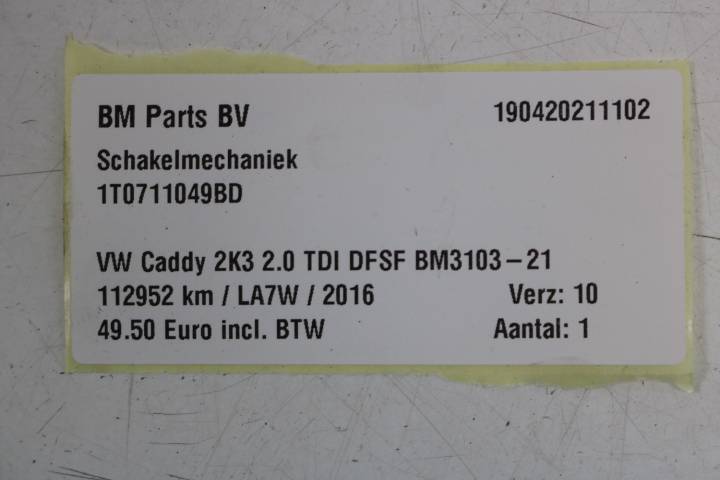 BM Parts BV 190420211102
Schakelmechaniek
1T0711049BD
VW Caddy 2K3 2.0 TDI DFSF BM3103-21
112952 km / LA7W / 2016 Verz: 10
49.50 Euro incl. BTW Aantal: 1